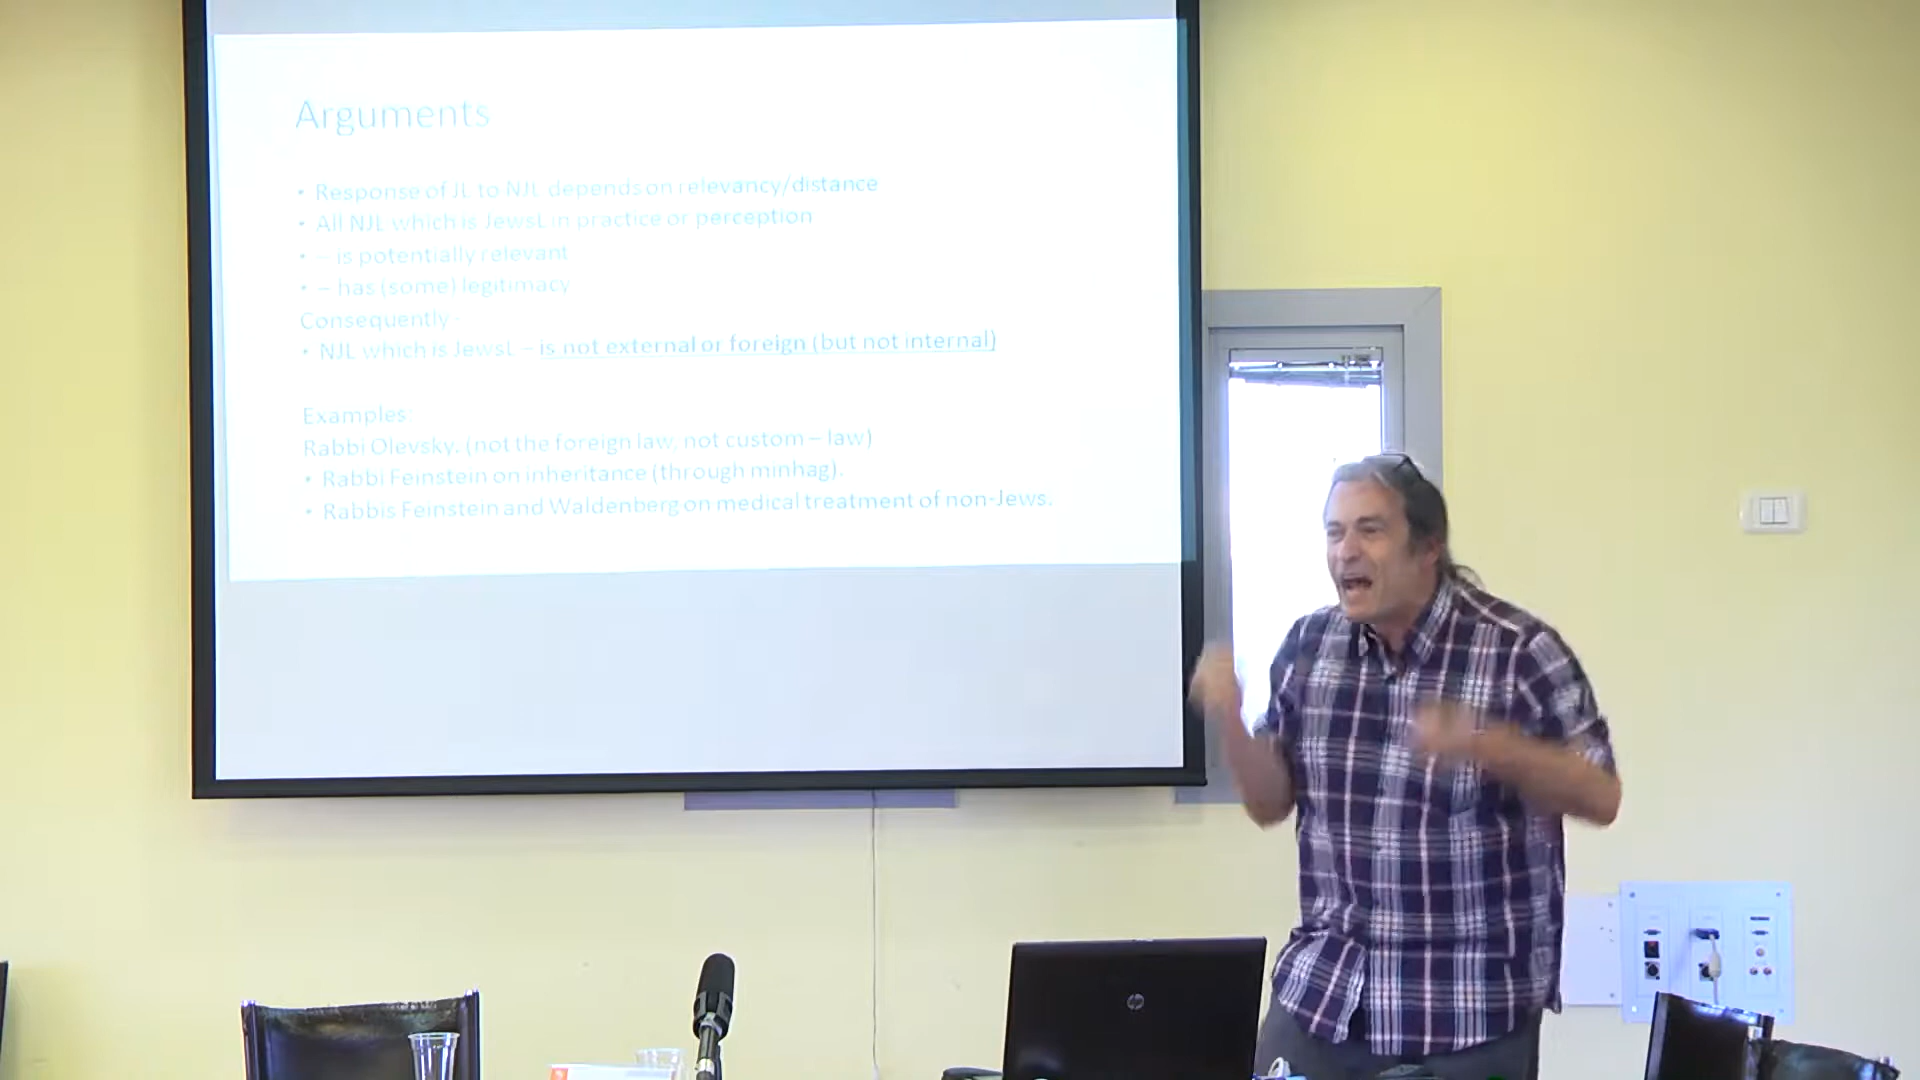 Arguments
• Response of JL to NJL depends on relevancy/distance
• All NJL which is JewsL in practice or perception
• – is potentially relevant
• – has (some) legitimacy
Consequently -
• NJL which is JewsL – is not external or foreign (but not internal)
Examples:
Rabbi Olevsky. (not the foreign law, not custom – law)
• Rabbi Feinstein on inheritance (through minhag).
• Rabbis Feinstein and Waldenberg on medical treatment of non-Jews.
hp